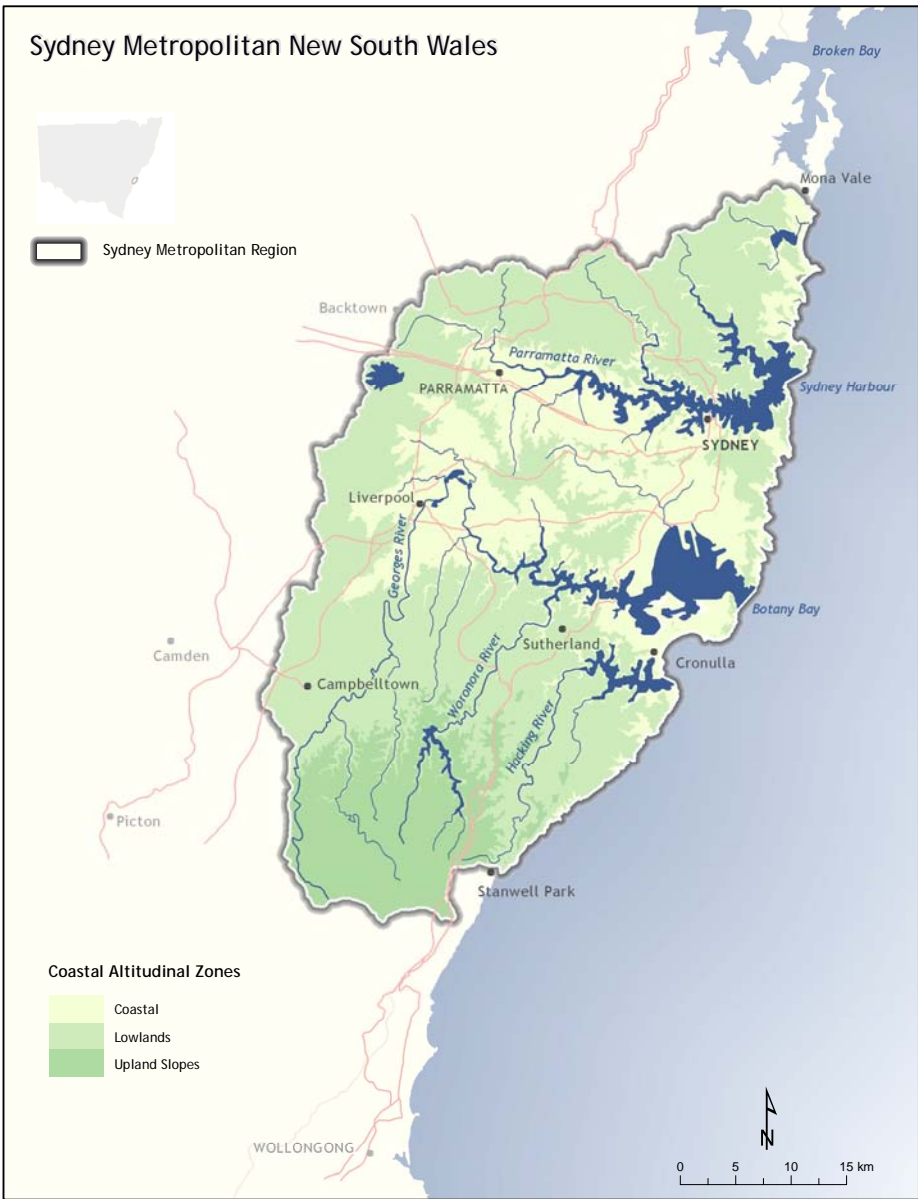 Sydney Metropolitan New South Wales
Broken Bay
Mona Vale
Sydney Metropolitan Region
Backtown
Parramatta River
PARRAMATTA
Sydney Harbour
SYDNEY
Liverpool
Georges River
Botany Bay
Sutherland
Camden
Cronulla
Woronora River
Campbelltown
Hacking River
Picton
Stanwell Park
Coastal Altitudinal Zones
Coastal
Lowlands
Upland Slopes
N
WOLLONGONG
0 5 10 15 km